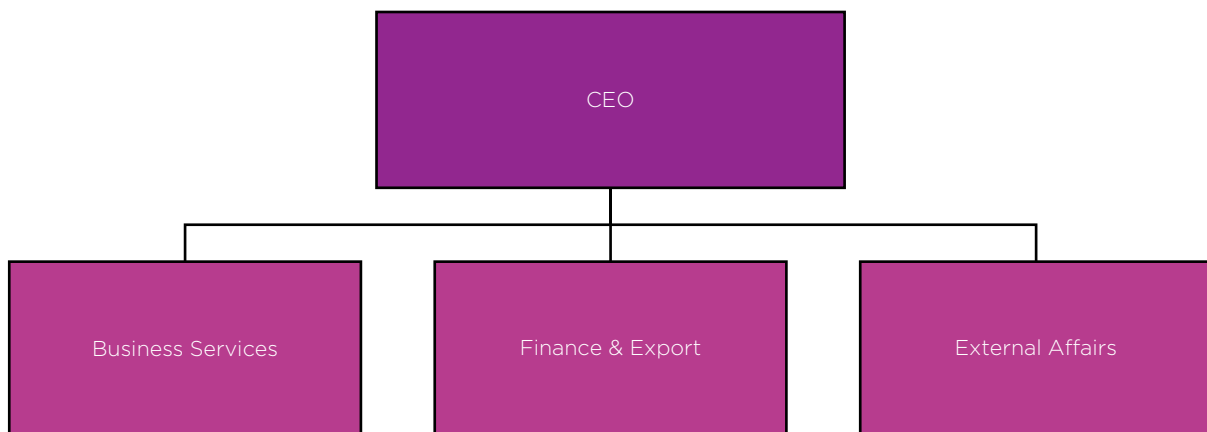 CEO
Business Services
Finance & Export
External Affairs